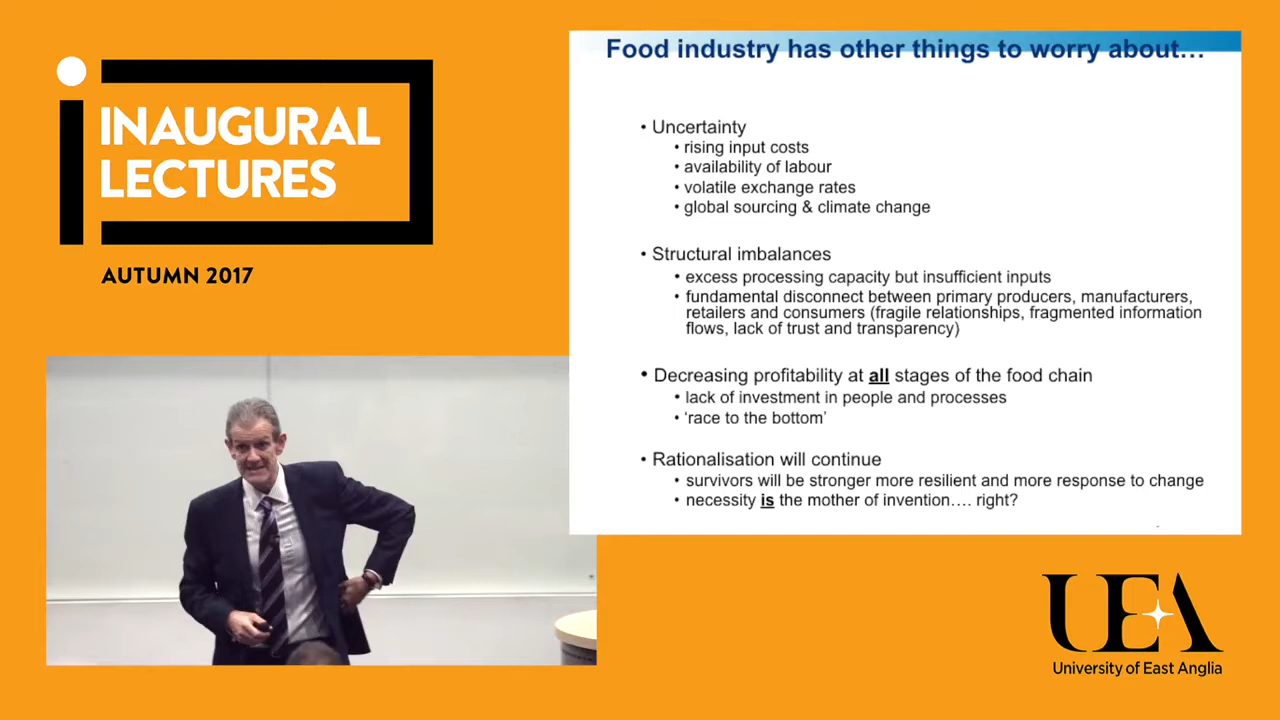 INAUGURAL
LECTURES
AUTUMN 2017
Food industry has other things to worry about…
• Uncertainty
• rising input costs
• availability of labour
• volatile exchange rates
• global sourcing & climate change
• Structural imbalances
• excess processing capacity but insufficient inputs
• fundamental disconnect between primary producers, manufacturers,
retailers and consumers (fragile relationships, fragmented information
flows, lack of trust and transparency)
• Decreasing profitability at all stages of the food chain
• lack of investment in people and processes
• ‘race to the bottom’
• Rationalisation will continue
• survivors will be stronger more resilient and more response to change
• necessity is the mother of invention…. right?
UEA
University of East Anglia